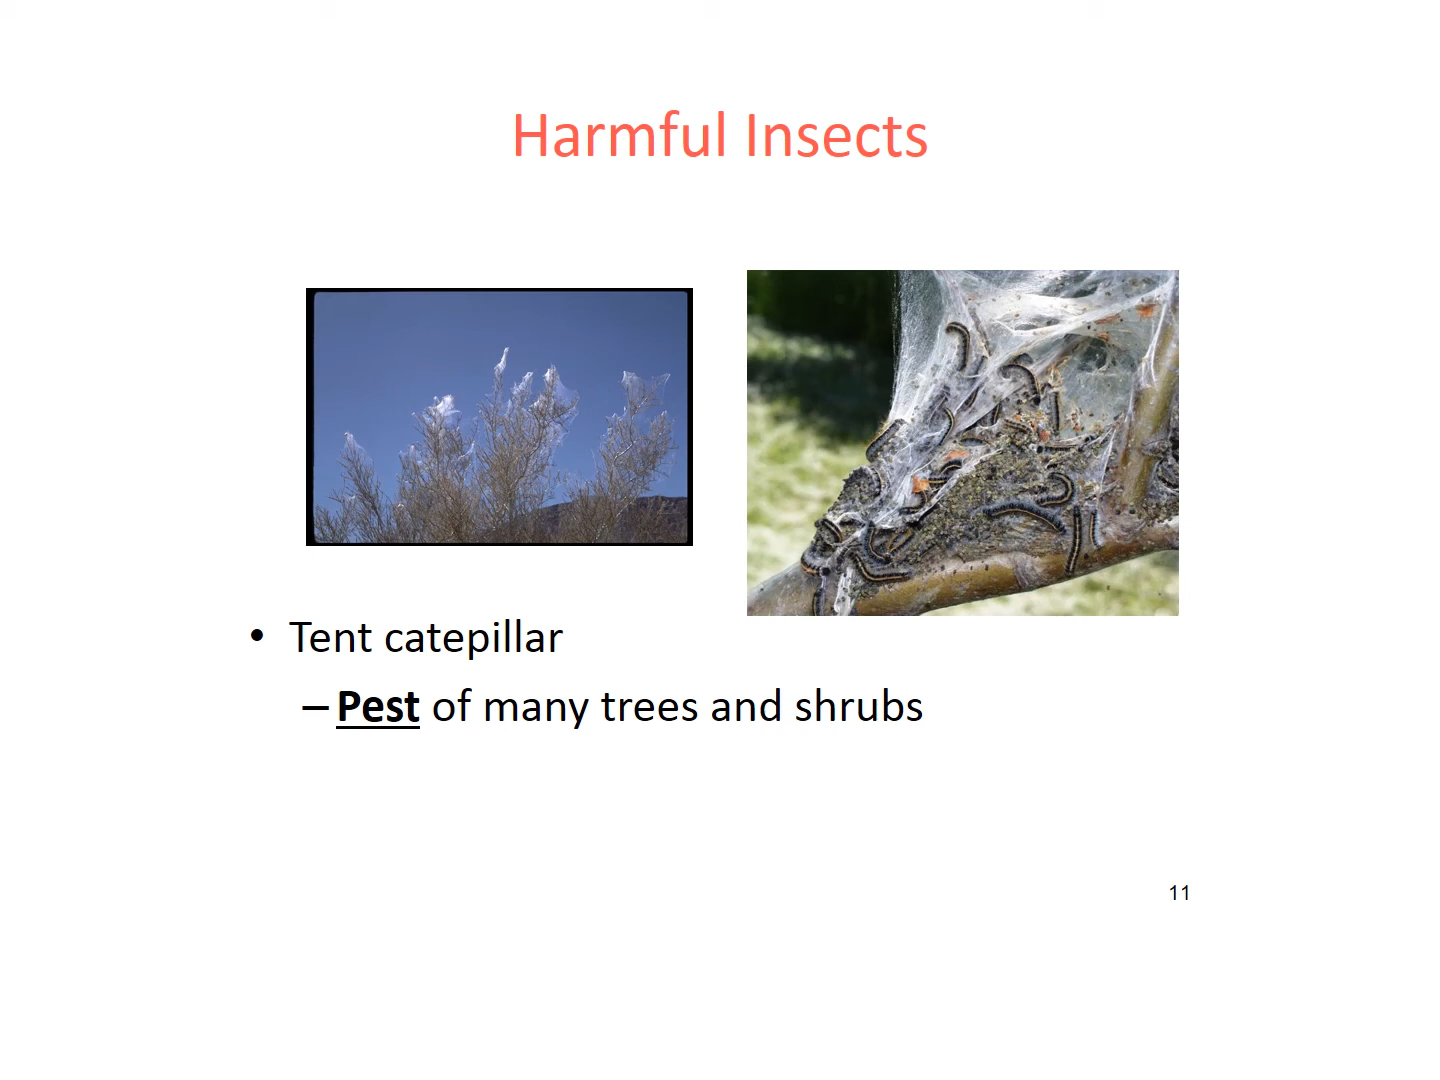 Harmful Insects
• Tent catepillar
– Pest of many trees and shrubs
11